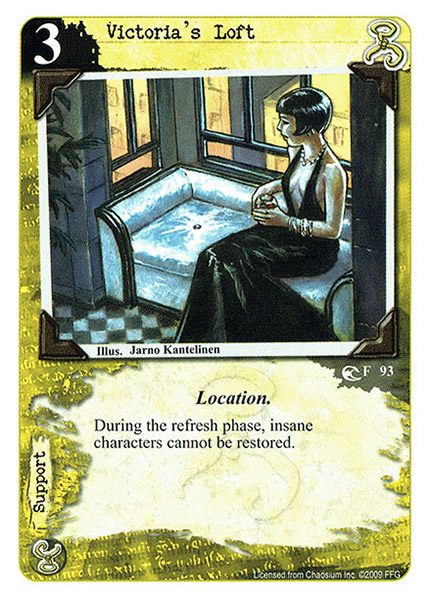 3
Victoria's Loft
Illus. Jarno Kantelinen
F 93
Location.
During the refresh phase, insane
characters cannot be restored.
Support
Licensed from Chaosium Inc. ©2009 FFG